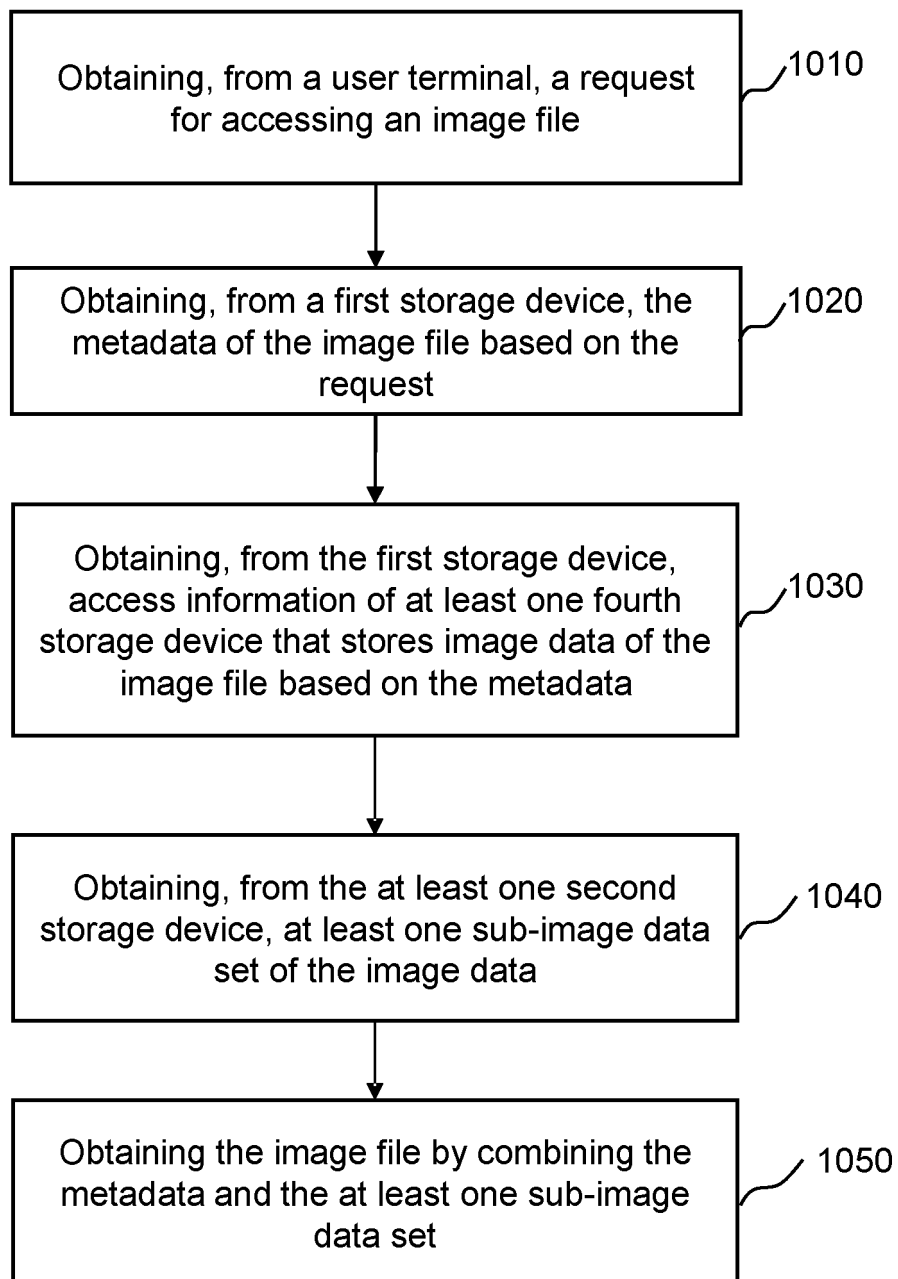 Obtaining, from a user terminal, a request
for accessing an image file
1010
Obtaining, from a first storage device, the
metadata of the image file based on the
request
1020
Obtaining, from the first storage device,
access information of at least one fourth
storage device that stores image data of the
image file based on the metadata
1030
Obtaining, from the at least one second
storage device, at least one sub-image data
set of the image data
1040
Obtaining the image file by combining the
metadata and the at least one sub-image
data set
1050